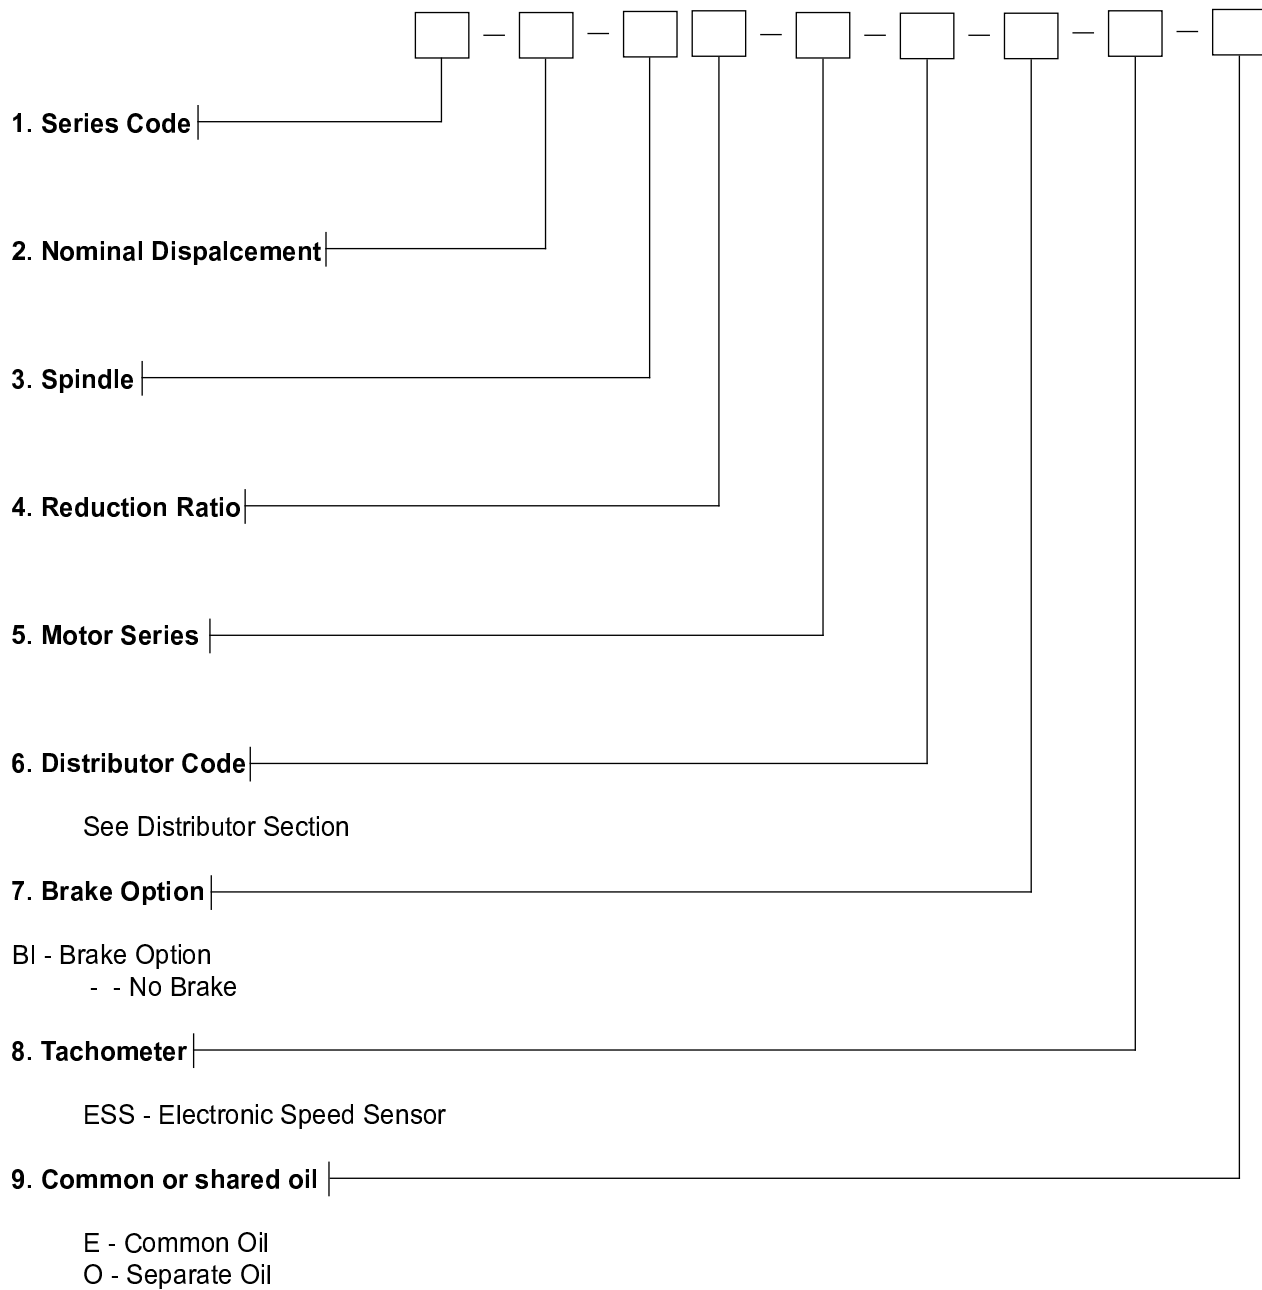 1. Series Code
2. Nominal Dispalcement
3. Spindle
4. Reduction Ratio
5. Motor Series
6. Distributor Code
See Distributor Section
7. Brake Option
BI - Brake Option
- - No Brake
8. Tachometer
ESS - Electronic Speed Sensor
9. Common or shared oil
E - Common Oil
O - Separate Oil